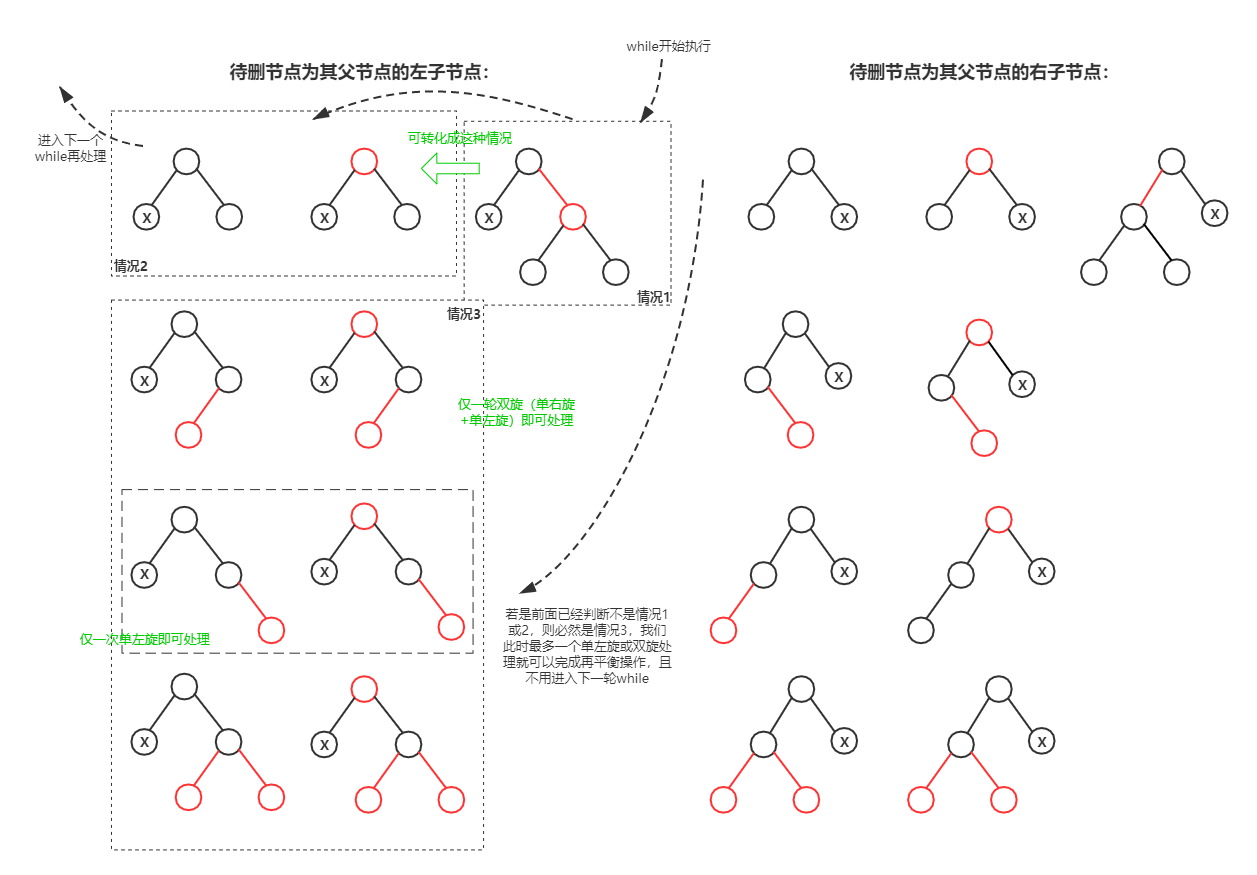 while开始执行
待删节点为其父节点的左子节点：
待删节点为其父节点的右子节点：
进入下一个
while再处理
可转化成这种情况
X
X
X
X
X
X
情况2
情况1
情况3
X
X
X
X
仅一轮双旋（单右旋
+单左旋）即可处理
X
X
X
X
若是前面已经判断不是情况1
或2，则必然是情况3，我们
此时最多一个单左旋或双旋处
理就可以完成再平衡操作，且
不用进入下一轮while
仅一次单左旋即可处理
X
X
X
X